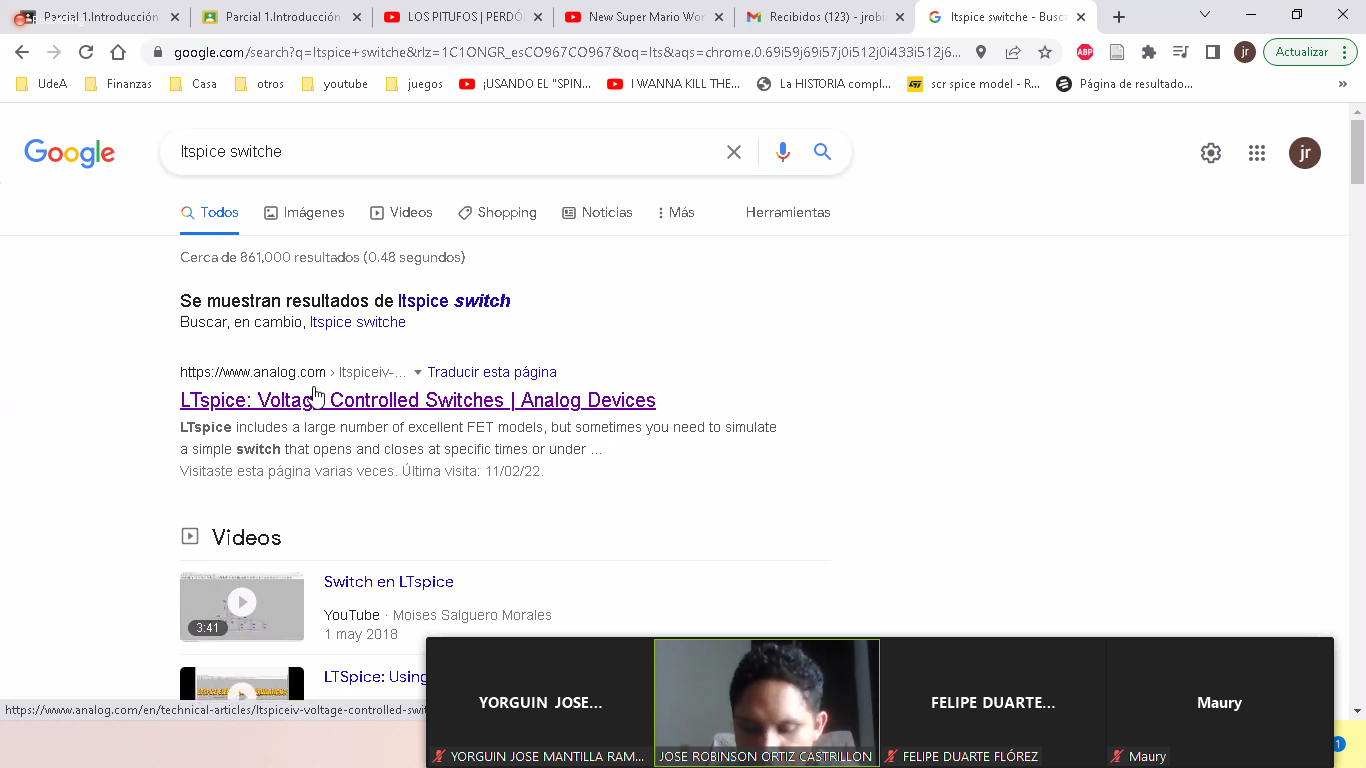 Parcial 1.Introducción
Parcial 1.Introducción
LOS PITUFOS | PERDÓ
New Super Mario Wor
Recibidos (123) - jrobl
ltspice switche - Busc
google.com/search?q=ltspice+switche&rlz=1C1ONGR_esCO967CO967&oq=lts&aqs=chrome.0.69i59j69i57j0i512j0i433i512j6...
ABP
jr
Actualizar
UdeA
Finanzas
Casa
otros
youtube
juegos
¡USANDO EL "SPIN...
I WANNA KILL THE...
La HISTORIA compl...
scr spice model - R...
Página de resultado...
»
Google
ltspice switche
jr
Todos
Imágenes
Videos
Shopping
Noticias
Más
Herramientas
Cerca de 861,000 resultados (0.48 segundos)
Se muestran resultados de ltspice switch
Buscar, en cambio, ltspice switche
https://www.analog.com › ltspiceiv-... Traducir esta página
LTspice: Voltage Controlled Switches | Analog Devices
LTspice includes a large number of excellent FET models, but sometimes you need to simulate
a simple switch that opens and closes at specific times or under ...
Visitaste esta página varias veces. Última visita: 11/02/22.
Videos
3:41
Switch en LTspice
YouTube · Moises Salguero Morales
1 may 2018
LTSpice: Using
https://www.analog.com/en/technical-articles/ltspiceiv-voltage-controlled-swit
YORGUIN JOSE...
FELIPE DUARTE...
Maury
YORGUIN JOSE MANTILLA RAM...
JOSE ROBINSON ORTIZ CASTRILLON
FELIPE DUARTE FLÓREZ
Maury
1